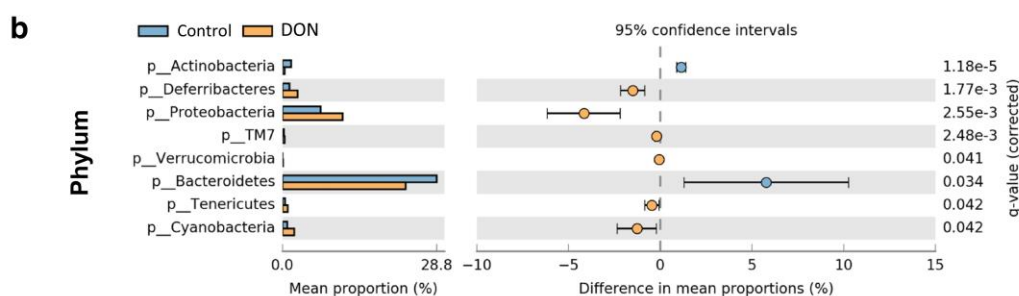 b
Control DON
95% confidence intervals
Phylum
p__Actinobacteria 1.18e-5
p__Deferribacteres 1.77e-3
p__Proteobacteria 2.55e-3
p__TM7 2.48e-3
p__Verrucomicrobia 0.041
p__Bacteroidetes 0.034
p__Tenericutes 0.042
p__Cyanobacteria 0.042
q-value (corrected)
0.0 28.8 −10 −5 0 5 10 15
Mean proportion (%) Difference in mean proportions (%)